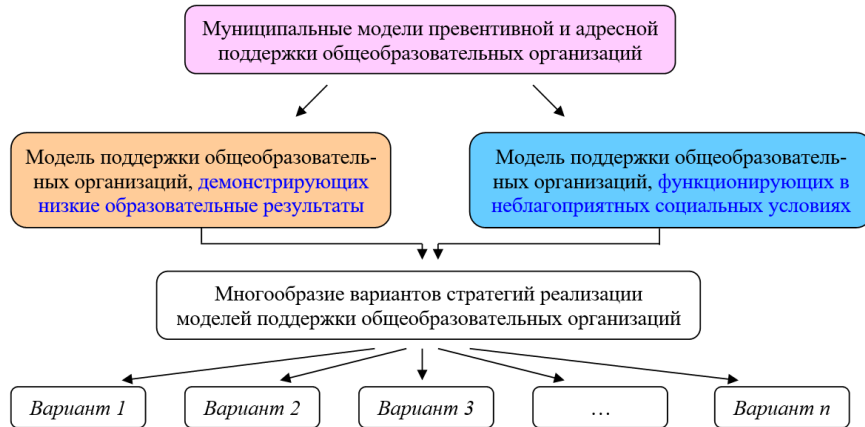 Муниципальные модели превентивной и адресной
поддержки общеобразовательных организаций
Модель поддержки общеобразователь-
ных организаций, демонстрирующих
низкие образовательные результаты
Модель поддержки общеобразователь-
ных организаций, функционирующих в
неблагоприятных социальных условиях
Многообразие вариантов стратегий реализации
моделей поддержки общеобразовательных организаций
Вариант 1
Вариант 2
Вариант 3
…
Вариант n